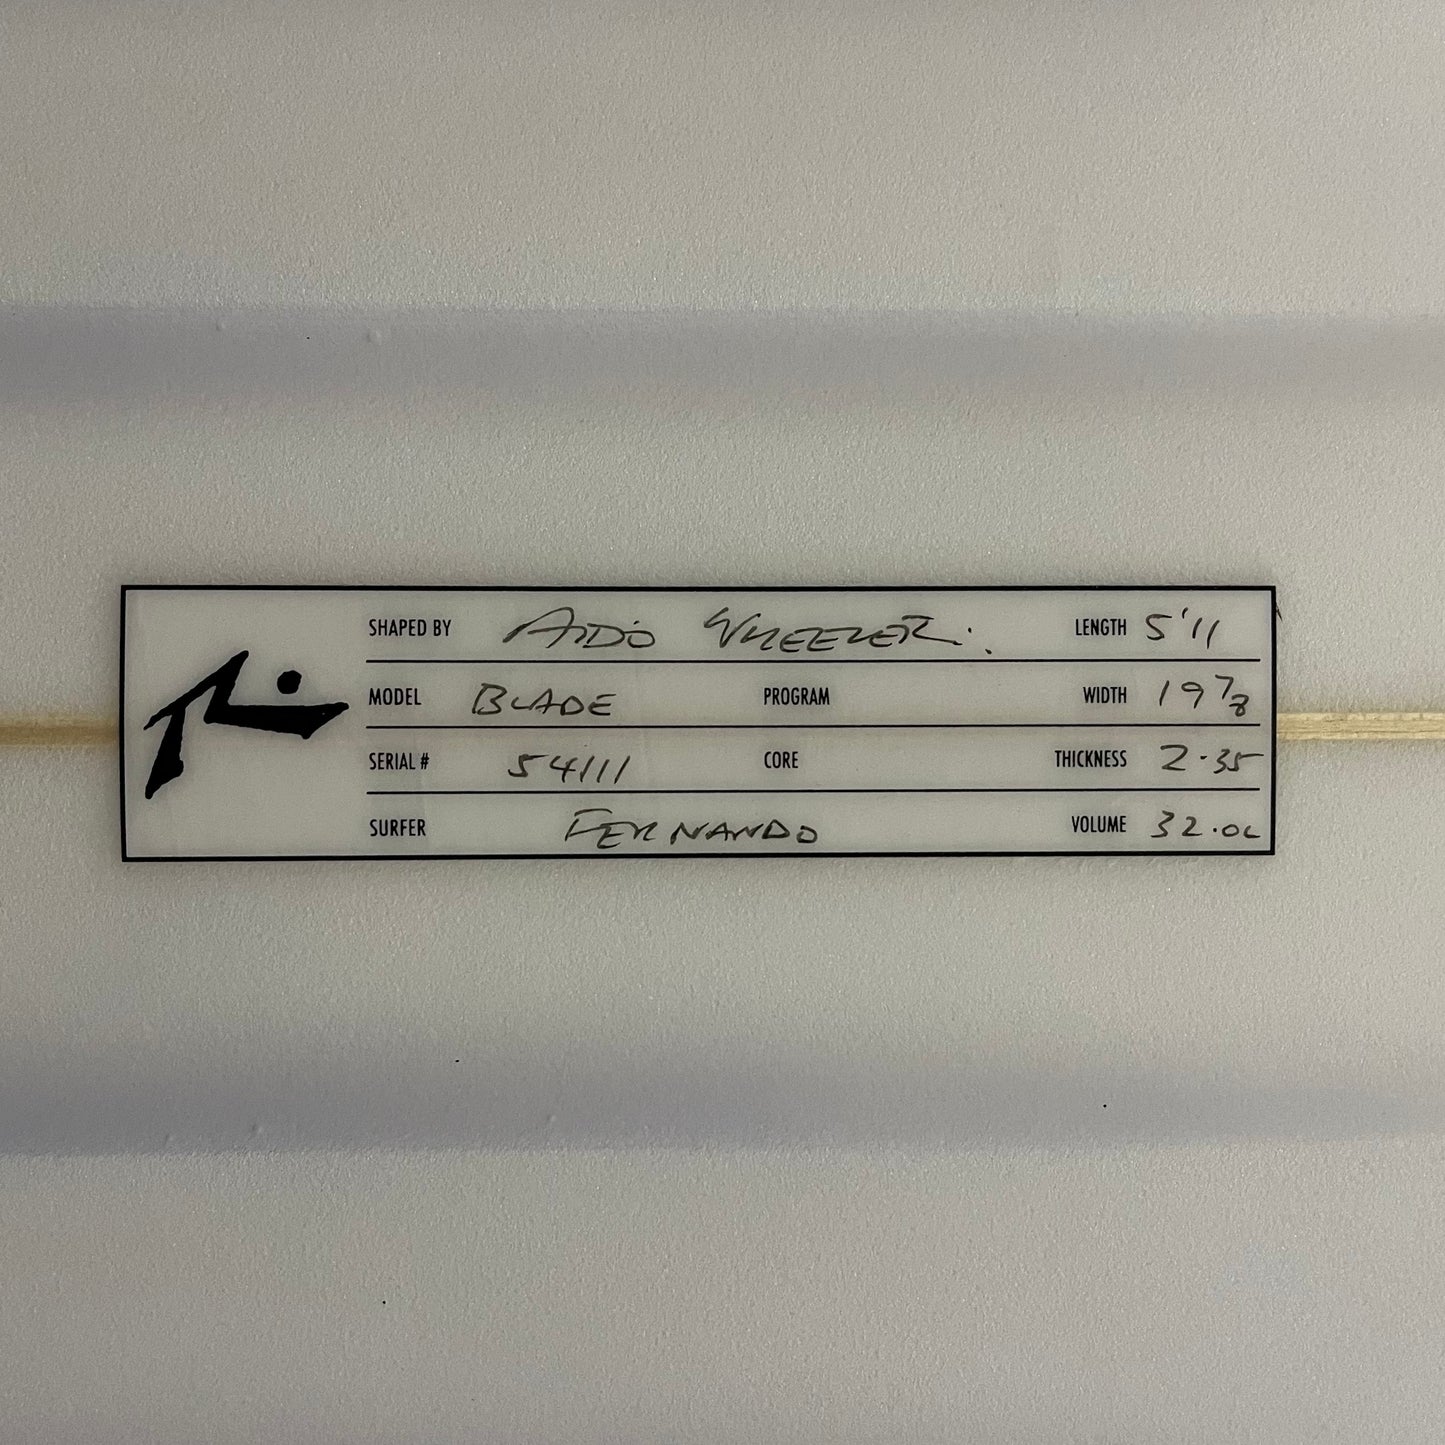 SHAPED BY AIDO WHEELER. LENGTH 5'11
MODEL BLADE PROGRAM WIDTH 19 7/8
SERIAL # 54111 CORE THICKNESS 2.35
SURFER FERNANDO VOLUME 32.0L